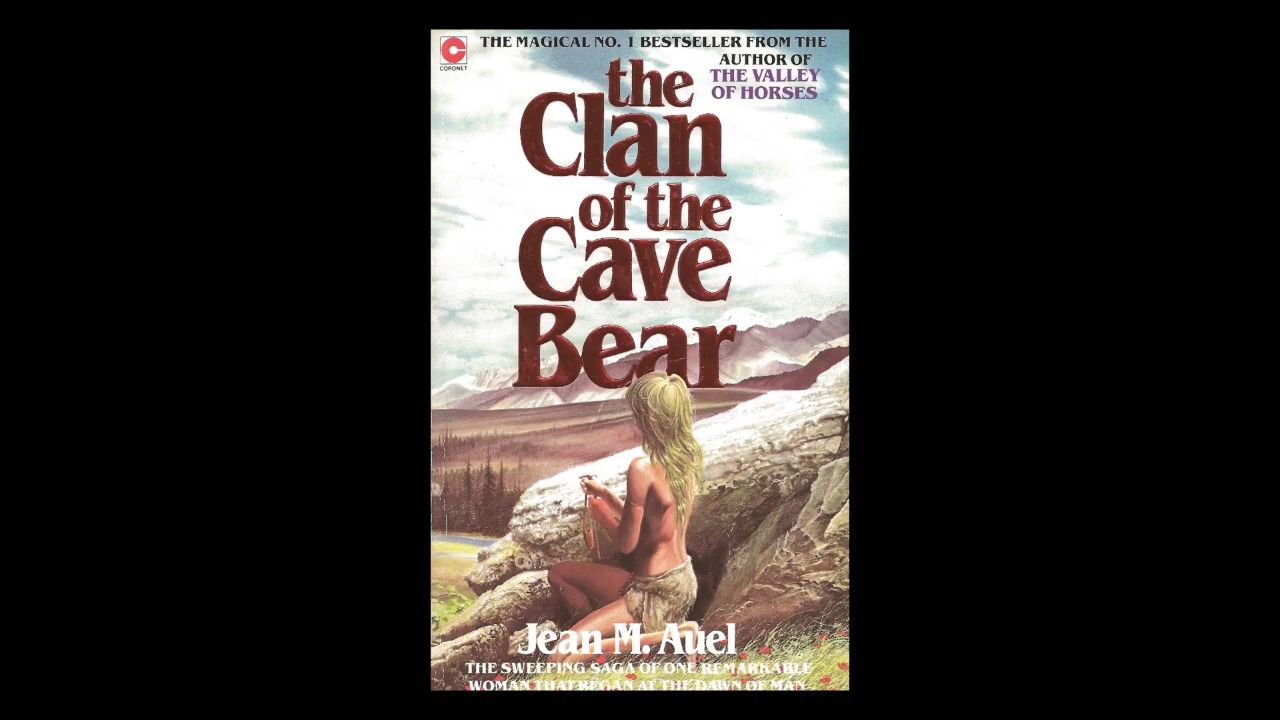 THE MAGICAL NO. 1 BESTSELLER FROM THE
AUTHOR OF
THE VALLEY
OF HORSES
CORONET
the
Clan
of the
Cave
Bear
Jean M. Auel
THE SWEEPING SAGA OF ONE REMARKABLE
WOMAN THAT BEGAN AT THE DAWN OF MAN